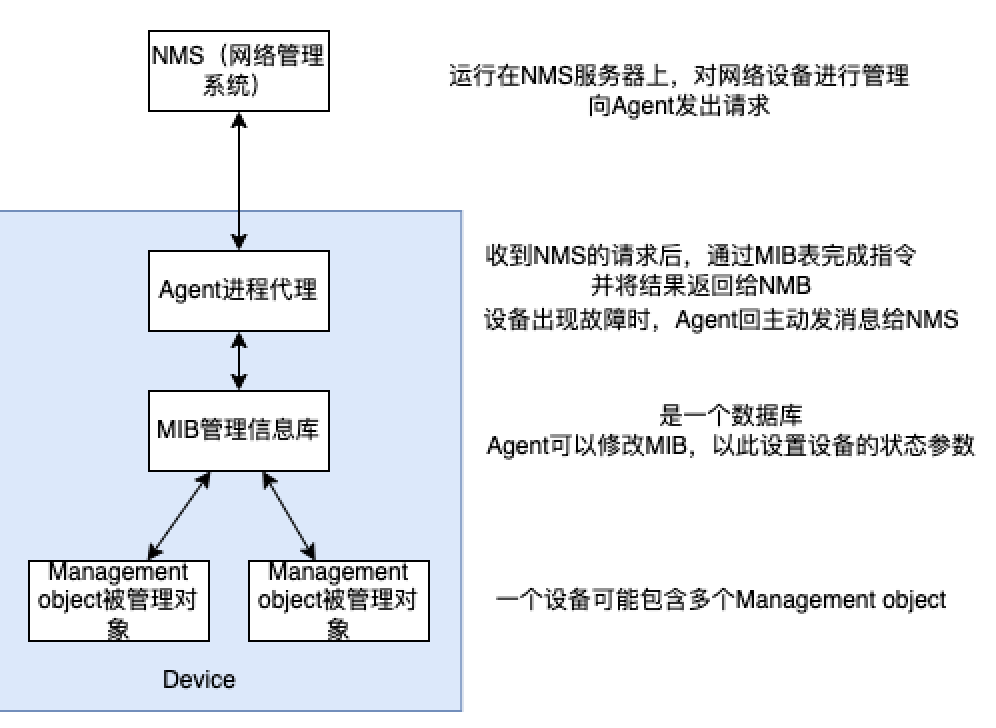 NMS（网络管理
系统）
运行在NMS服务器上，对网络设备进行管理
向Agent发出请求
Agent进程代理
收到NMS的请求后，通过MIB表完成指令
并将结果返回给NMB
设备出现故障时，Agent回主动发消息给NMS
MIB管理信息库
是一个数据库
Agent可以修改MIB，以此设置设备的状态参数
Management
object被管理对
象
Management
object被管理对
象
一个设备可能包含多个Management object
Device